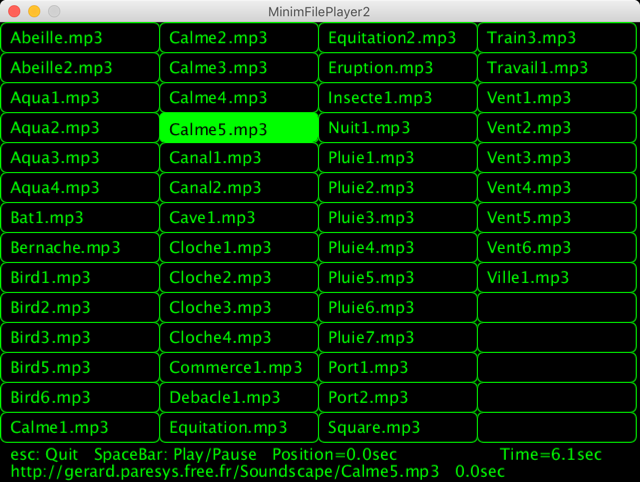 MinimFilePlayer2
Abeille.mp3 Calme2.mp3 Equitation2.mp3 Train3.mp3
Abeille2.mp3 Calme3.mp3 Eruption.mp3 Travail1.mp3
Aqua1.mp3 Calme4.mp3 Insecte1.mp3 Vent1.mp3
Aqua2.mp3 Calme5.mp3 Nuit1.mp3 Vent2.mp3
Aqua3.mp3 Canal1.mp3 Pluie1.mp3 Vent3.mp3
Aqua4.mp3 Canal2.mp3 Pluie2.mp3 Vent4.mp3
Bat1.mp3 Cave1.mp3 Pluie3.mp3 Vent5.mp3
Bernache.mp3 Cloche1.mp3 Pluie4.mp3 Vent6.mp3
Bird1.mp3 Cloche2.mp3 Pluie5.mp3 Ville1.mp3
Bird2.mp3 Cloche3.mp3 Pluie6.mp3
Bird3.mp3 Cloche4.mp3 Pluie7.mp3
Bird5.mp3 Commerce1.mp3 Port1.mp3
Bird6.mp3 Debacle1.mp3 Port2.mp3
Calme1.mp3 Equitation.mp3 Square.mp3
esc: Quit SpaceBar: Play/Pause Position=0.0sec Time=6.1sec
http://gerard.paresys.free.fr/Soundscape/Calme5.mp3 0.0sec